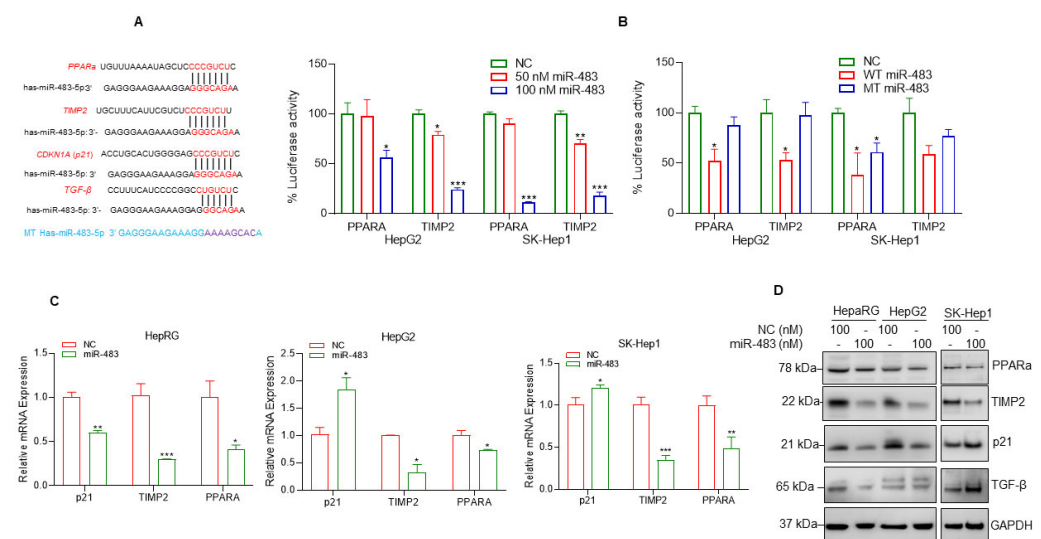 A
PPARa UGUUUAAAAUAGCUCCCCGUCUC
has-miR-483-5p3' GAGGGAAGAAAGGAGGGCAGAA
TIMP2 UGCUUUCAUUCGUCUCCCGUCUU
has-miR-483-5p: 3'- GAGGGAAGAAAGGAGGGCAGAA
CDKN1A (p21) ACCUGCACUGGGGAGCCCGUCUC
has-miR-483-5p: 3'- GAGGGAAGAAAGGAGGGCAGAA
TGF-β CCUUUCAUCCCCGGCCUGUCUC
has-miR-483-5p: 3'- GAGGGAAGAAAGGAGGGCAGAA
MT Has-miR-483-5p 3' GAGGGAAGAAAGGAAAAGCACA
% Luciferase activity
NC
50 nM miR-483
100 nM miR-483
150
100
50
0
* * *** *** ** ***
PPARA TIMP2 PPARA TIMP2
HepG2 SK-Hep1
B
% Luciferase activity
NC
WT miR-483
MT miR-483
150
100
50
0
* * * *
PPARA TIMP2 PPARA TIMP2
HepG2 SK-Hep1
C
HepRG
NC
miR-483
Relative mRNA Expression
1.5
1.0
0.5
0.0
** *** *
p21 TIMP2 PPARA
HepG2
NC
miR-483
Relative mRNA Expression
2.5
2.0
1.5
1.0
0.5
0.0
* * *
p21 TIMP2 PPARA
SK-Hep1
NC
miR-483
Relative mRNA Expression
1.5
1.0
0.5
0.0
* *** **
p21 TIMP2 PPARA
D
HepaRG HepG2 SK-Hep1
NC (nM) 100 - 100 - 100 -
miR-483 (nM) - 100 - 100 - 100
78 kDa PPARa
22 kDa TIMP2
21 kDa p21
65 kDa TGF-β
37 kDa GAPDH